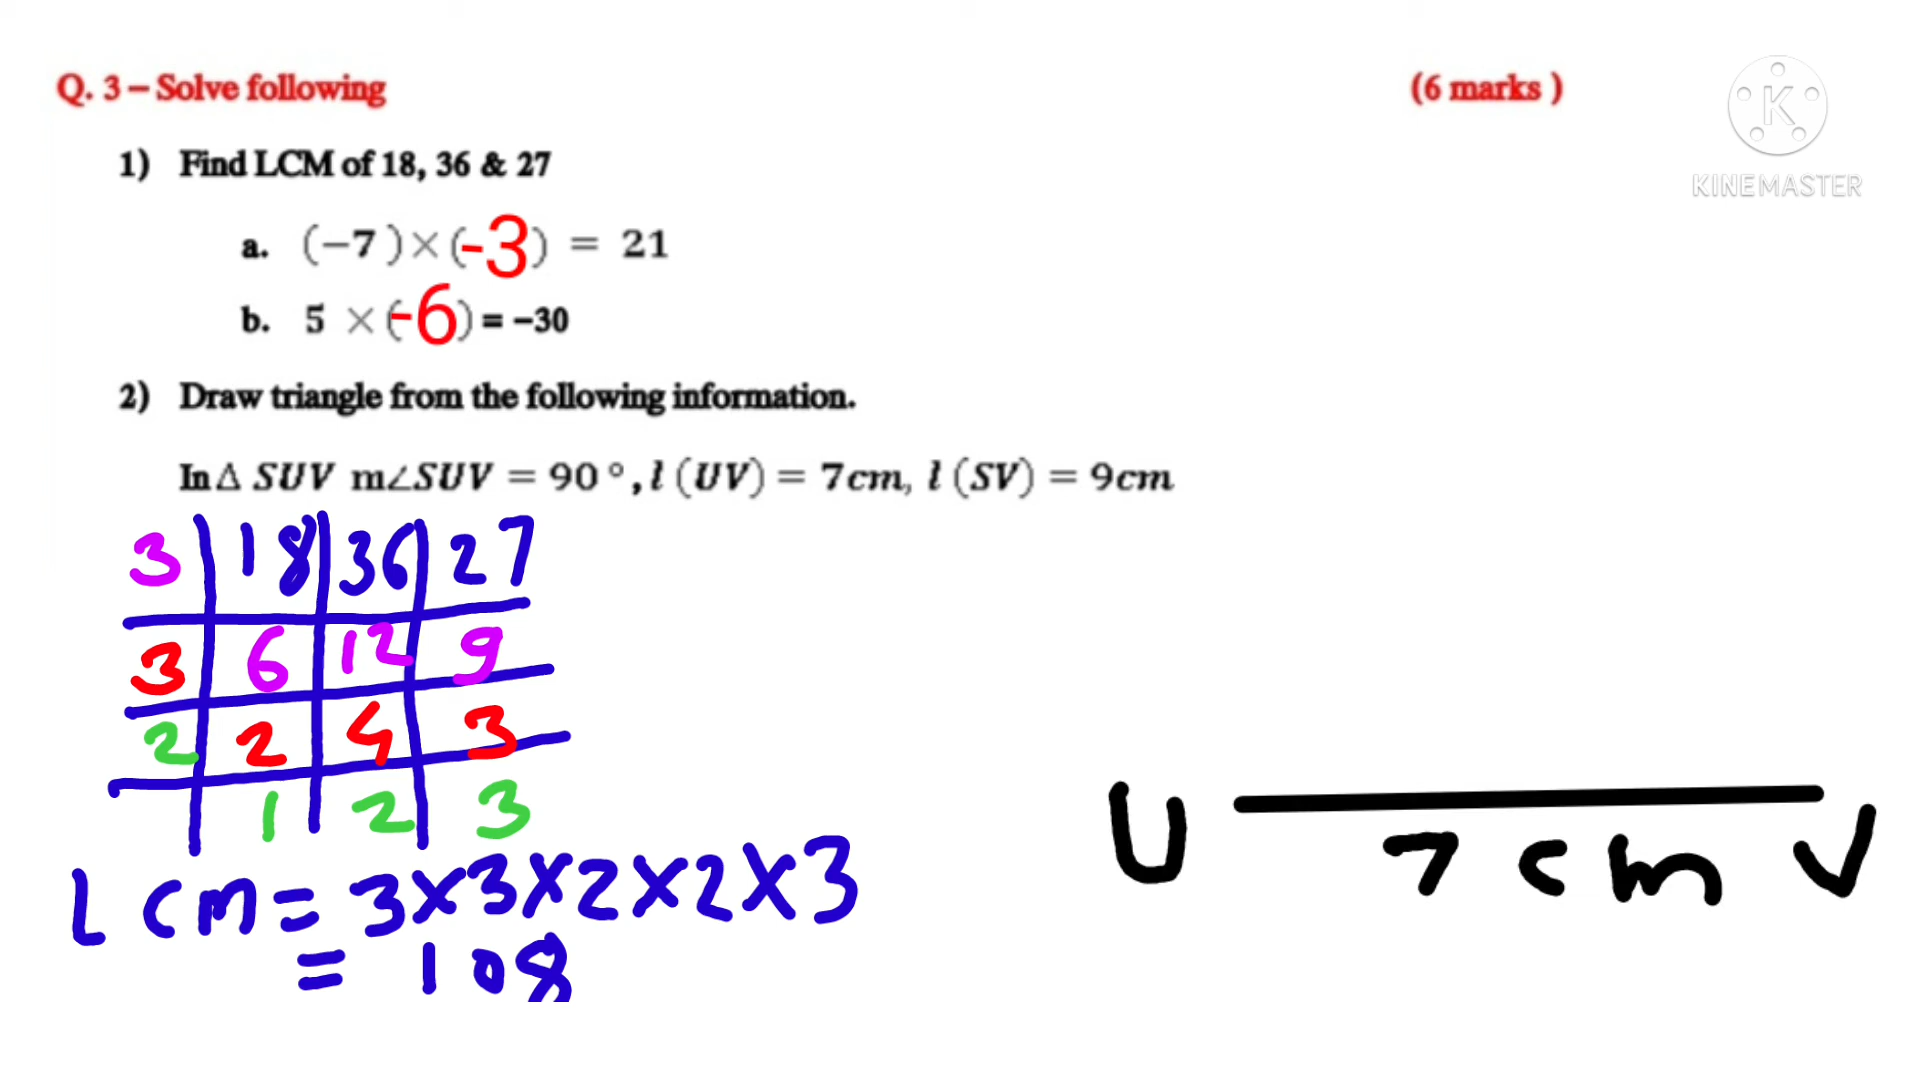 Q. 3 – Solve following (6 marks )
K
KINEMASTER
1) Find LCM of 18, 36 & 27
a. (−7 )×(-3) = 21
b. 5 ×(-6) = −30
2) Draw triangle from the following information.
In Δ SUV m∠SUV = 90 °, l (UV) = 7cm, l (SV) = 9cm
3 18 36 27
3 6 12 9
2 2 4 3
1 2 3
LCM = 3×3×2×2×3
= 108
U V
7 cm